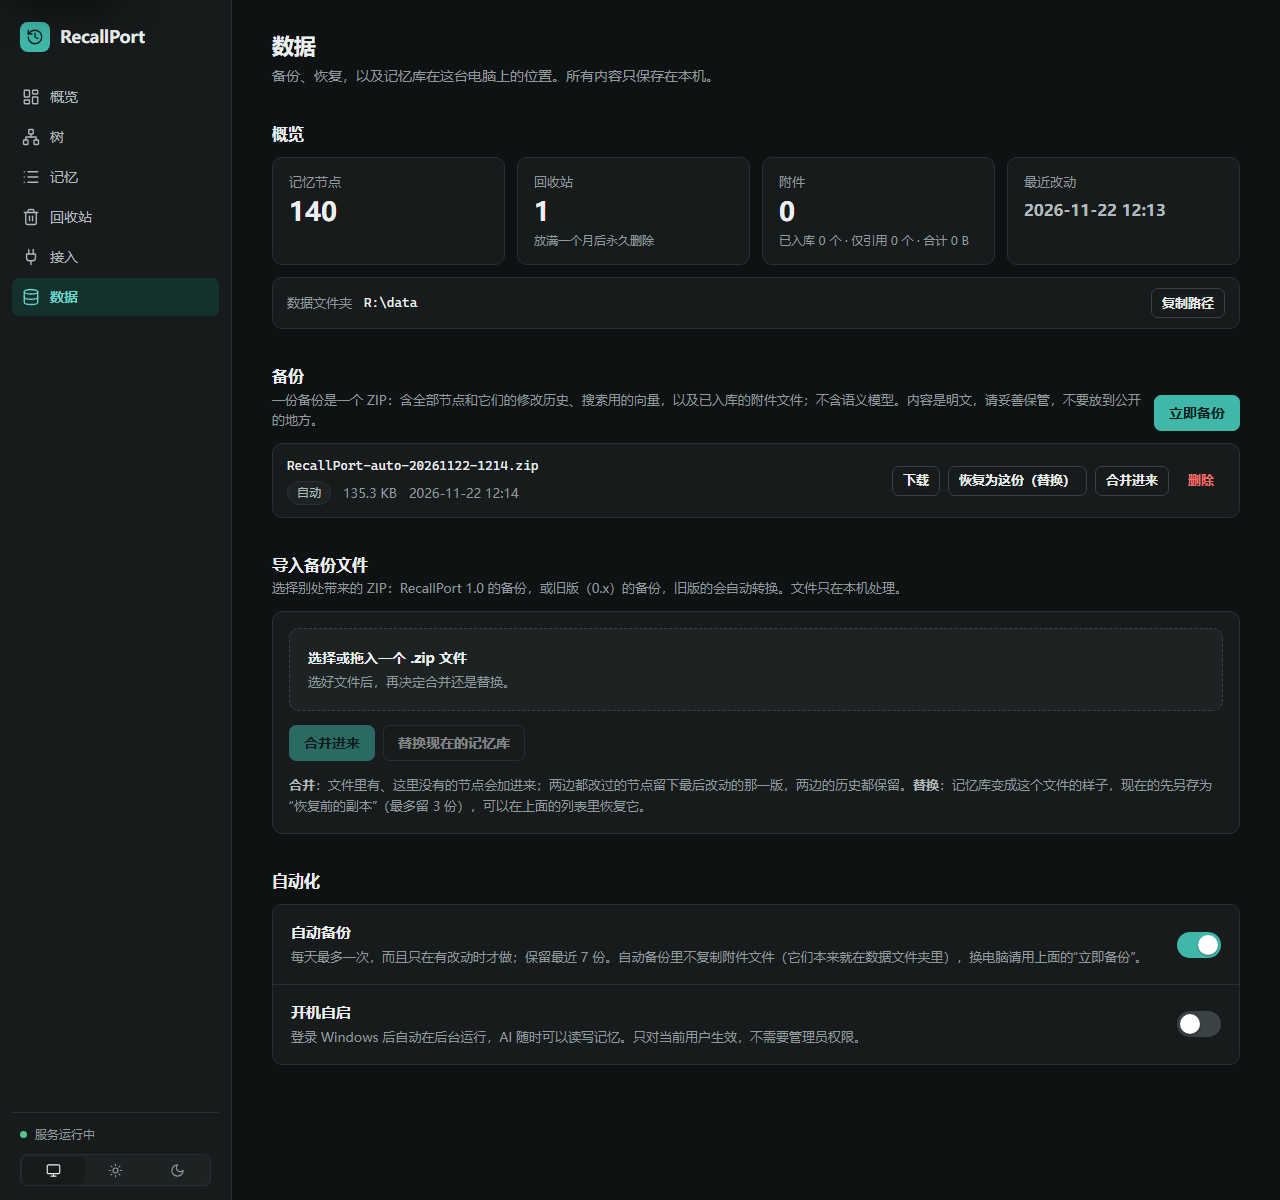 RecallPort
概览
树
记忆
回收站
接入
数据
服务运行中
数据
备份、恢复，以及记忆库在这台电脑上的位置。所有内容只保存在本机。
概览
记忆节点
140
回收站
1
放满一个月后永久删除
附件
0
已入库 0 个 · 仅引用 0 个 · 合计 0 B
最近改动
2026-11-22 12:13
数据文件夹 R:\data
复制路径
备份
一份备份是一个 ZIP：含全部节点和它们的修改历史、搜索用的向量，以及已入库的附件文件；不含语义模型。内容是明文，请妥善保管，不要放到公开
的地方。
立即备份
RecallPort-auto-20261122-1214.zip
自动 135.3 KB 2026-11-22 12:14
下载 恢复为这份（替换） 合并进来 删除
导入备份文件
选择别处带来的 ZIP：RecallPort 1.0 的备份，或旧版（0.x）的备份，旧版的会自动转换。文件只在本机处理。
选择或拖入一个 .zip 文件
选好文件后，再决定合并还是替换。
合并进来 替换现在的记忆库
合并：文件里有、这里没有的节点会加进来；两边都改过的节点留下最后改动的那一版，两边的历史都保留。替换：记忆库变成这个文件的样子，现在的先另存为
“恢复前的副本”（最多留 3 份），可以在上面的列表里恢复它。
自动化
自动备份
每天最多一次，而且只在有改动时才做；保留最近 7 份。自动备份里不复制附件文件（它们本来就在数据文件夹里），换电脑请用上面的“立即备份”。
开机自启
登录 Windows 后自动在后台运行，AI 随时可以读写记忆。只对当前用户生效，不需要管理员权限。